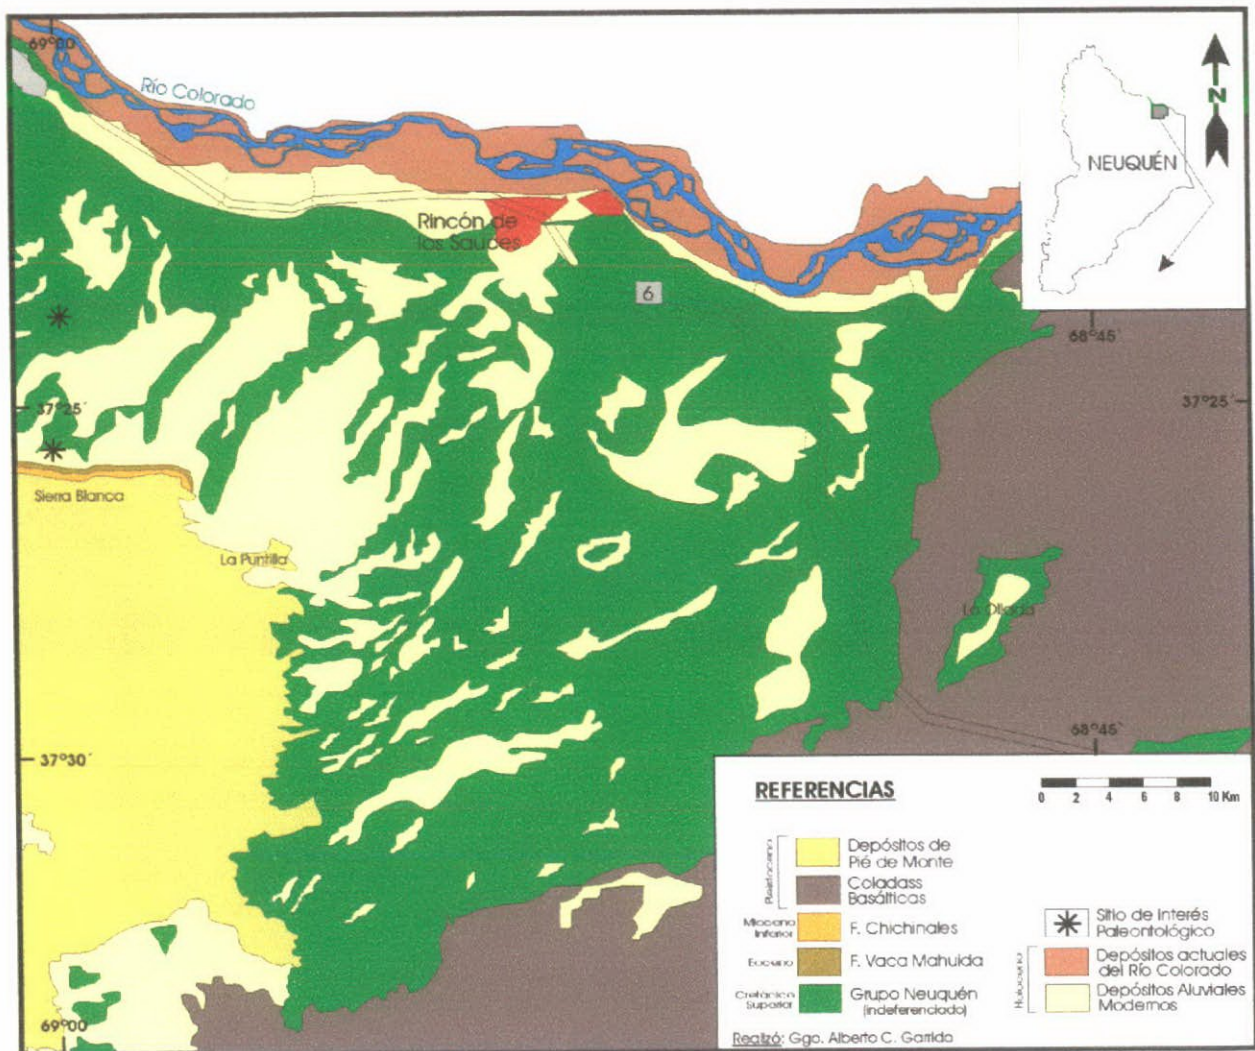 69°00
Río Colorado
N
NEUQUÉN
Rincón de
los Sauces
6
68°45´
37°25´
37°25´
Sierra Blanca
La Puntilla
68°45´
37°30´
69°00
REFERENCIAS
0 2 4 6 8 10 Km
Pleistoceno
Depósitos de
Pié de Monte
Coladass
Basálticas
Mioceno
Inferior
F. Chichinales
Eoceno
F. Vaca Mahuida
Cretácico
Superior
Grupo Neuquén
(indeferenciado)
Sitio de Interés
Paleontológico
Holoceno
Depósitos actuales
del Río Colorado
Depósitos Aluviales
Modernos
Realizó: Ggo. Alberto C. Garrido